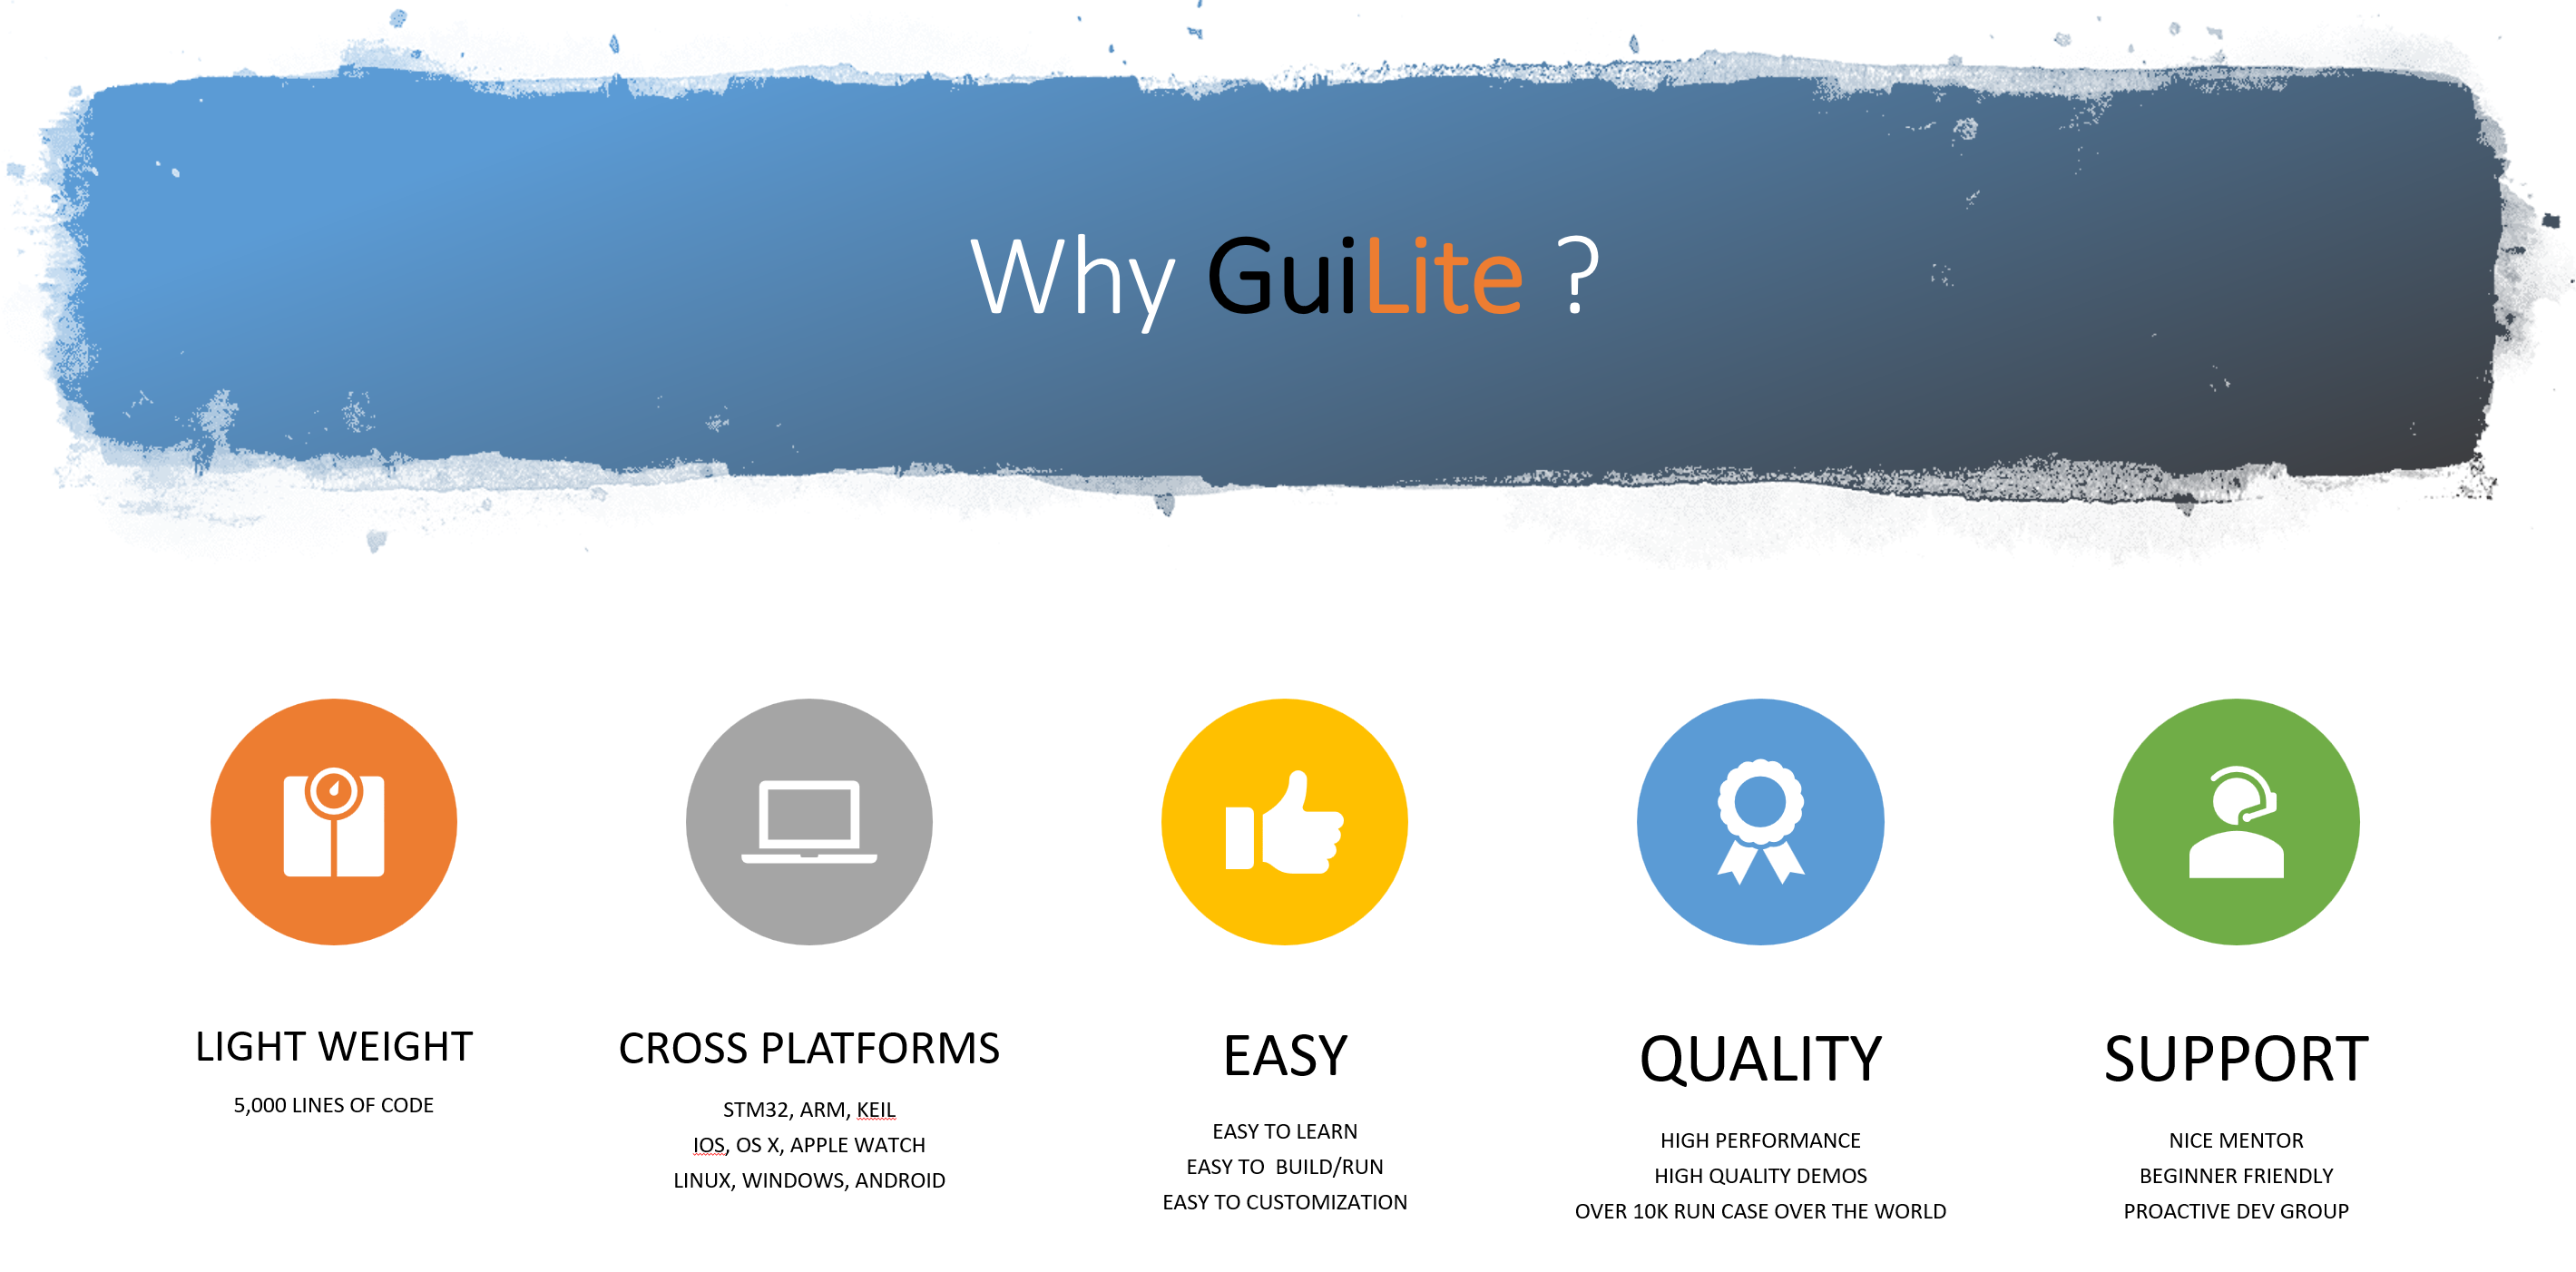 Why GuiLite ?
LIGHT WEIGHT
5,000 LINES OF CODE
CROSS PLATFORMS
STM32, ARM, KEIL
IOS, OS X, APPLE WATCH
LINUX, WINDOWS, ANDROID
EASY
EASY TO LEARN
EASY TO  BUILD/RUN
EASY TO CUSTOMIZATION
QUALITY
HIGH PERFORMANCE
HIGH QUALITY DEMOS
OVER 10K RUN CASE OVER THE WORLD
SUPPORT
NICE MENTOR
BEGINNER FRIENDLY
PROACTIVE DEV GROUP